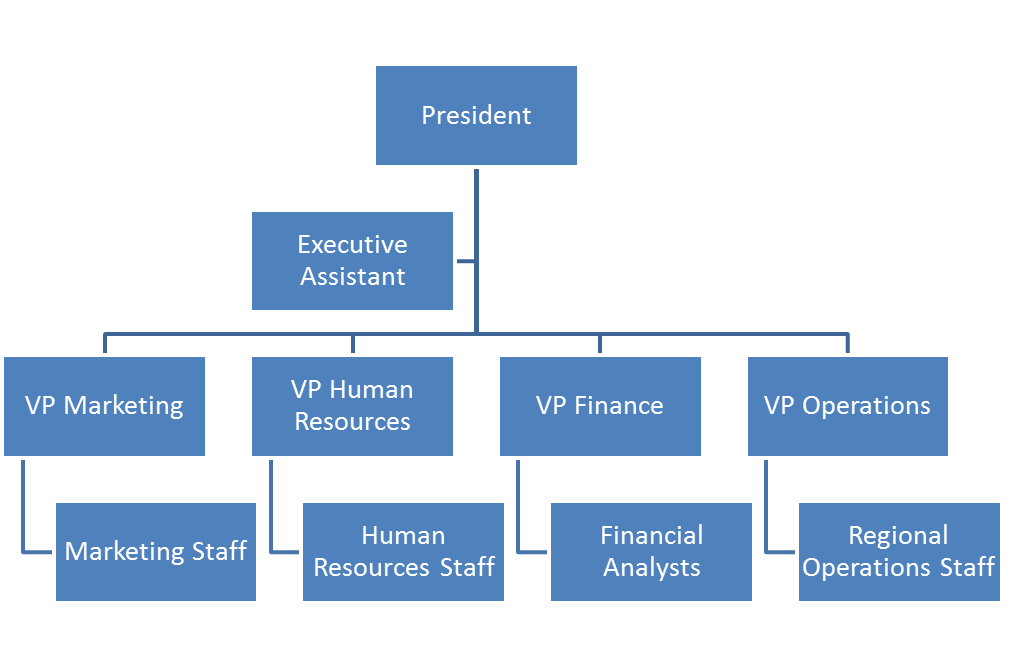 President
Executive
Assistant
VP Marketing
VP Human
Resources
VP Finance
VP Operations
Marketing Staff
Human
Resources Staff
Financial
Analysts
Regional
Operations Staff